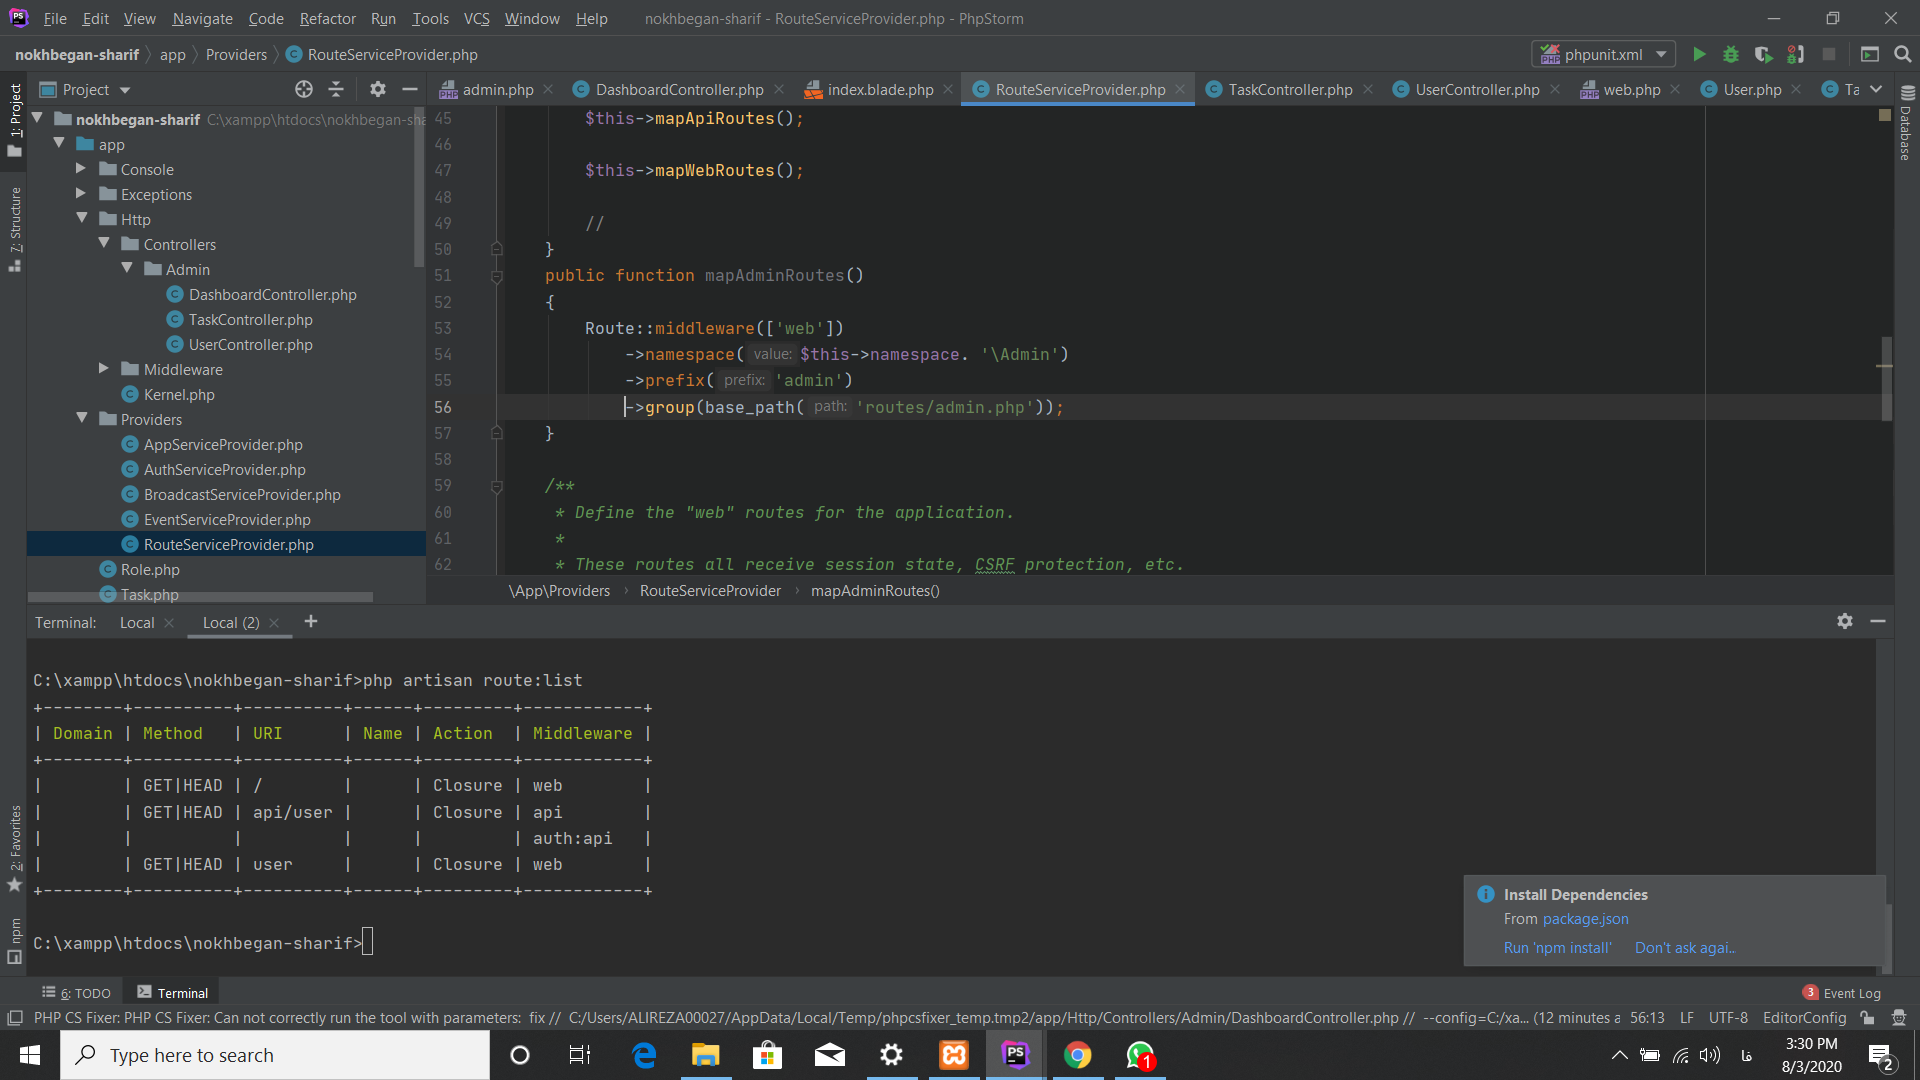 File Edit View Navigate Code Refactor Run Tools VCS Window Help nokhbegan-sharif - RouteServiceProvider.php - PhpStorm
nokhbegan-sharif app Providers RouteServiceProvider.php phpunit.xml
Project admin.php DashboardController.php index.blade.php RouteServiceProvider.php TaskController.php UserController.php web.php User.php Ta
1: Project
7: Structure
2: Favorites
npm
Database
nokhbegan-sharif C:\xampp\htdocs\nokhbegan-sha
app
Console
Exceptions
Http
Controllers
Admin
DashboardController.php
TaskController.php
UserController.php
Middleware
Kernel.php
Providers
AppServiceProvider.php
AuthServiceProvider.php
BroadcastServiceProvider.php
EventServiceProvider.php
RouteServiceProvider.php
Role.php
Task.php
45 $this->mapApiRoutes();
46
47 $this->mapWebRoutes();
48
49 //
50 }
51 public function mapAdminRoutes()
52 {
53 Route::middleware(['web'])
54 ->namespace( value: $this->namespace. '\Admin')
55 ->prefix( prefix: 'admin')
56 ->group(base_path( path: 'routes/admin.php'));
57 }
58
59 /**
60 * Define the "web" routes for the application.
61 *
62 * These routes all receive session state, CSRF protection, etc.
\App\Providers RouteServiceProvider mapAdminRoutes()
Terminal: Local Local (2) +
C:\xampp\htdocs\nokhbegan-sharif>php artisan route:list
+--------+----------+----------+------+---------+------------+
| Domain | Method | URI | Name | Action | Middleware |
+--------+----------+----------+------+---------+------------+
| | GET|HEAD | / | | Closure | web |
| | GET|HEAD | api/user | | Closure | api |
| | | | | | auth:api |
| | GET|HEAD | user | | Closure | web |
+--------+----------+----------+------+---------+------------+
C:\xampp\htdocs\nokhbegan-sharif>
Install Dependencies
From package.json
Run 'npm install' Don't ask agai..
6: TODO Terminal 3 Event Log
PHP CS Fixer: PHP CS Fixer: Can not correctly run the tool with parameters: fix // C:/Users/ALIREZA00027/AppData/Local/Temp/phpcsfixer_temp.tmp2/app/Http/Controllers/Admin/DashboardController.php // --config=C:/xa... (12 minutes a 56:13 LF UTF-8 EditorConfig
Type here to search
PS
1
فا
3:30 PM
8/3/2020
2